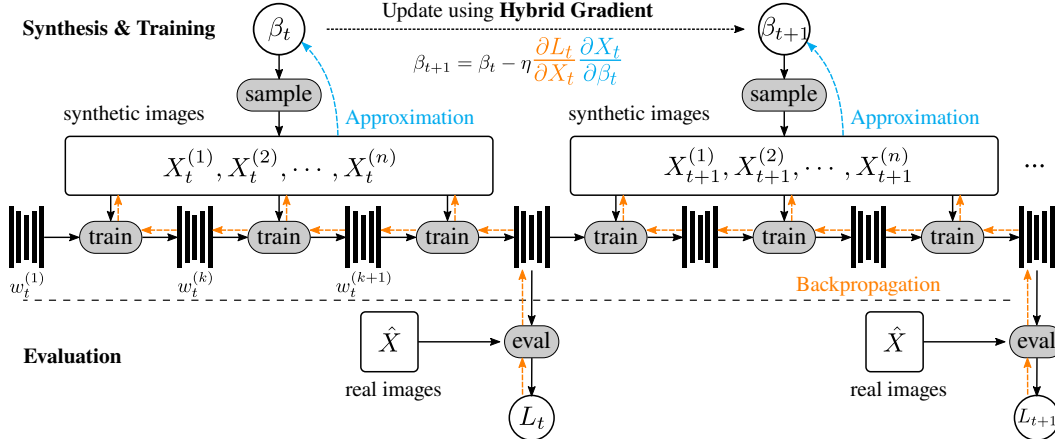 Synthesis & Training
β_t
Update using Hybrid Gradient
β_{t+1}
β_{t+1} = β_t − η ∂L_t/∂X_t ∂X_t/∂β_t
sample
sample
synthetic images
Approximation
synthetic images
Approximation
X_t^{(1)}, X_t^{(2)}, ⋯ , X_t^{(n)}
X_{t+1}^{(1)}, X_{t+1}^{(2)}, ⋯ , X_{t+1}^{(n)}
...
train
train
train
train
train
train
w_t^{(1)}
w_t^{(k)}
w_t^{(k+1)}
Backpropagation
Evaluation
X̂
eval
X̂
eval
real images
real images
L_t
L_{t+1}